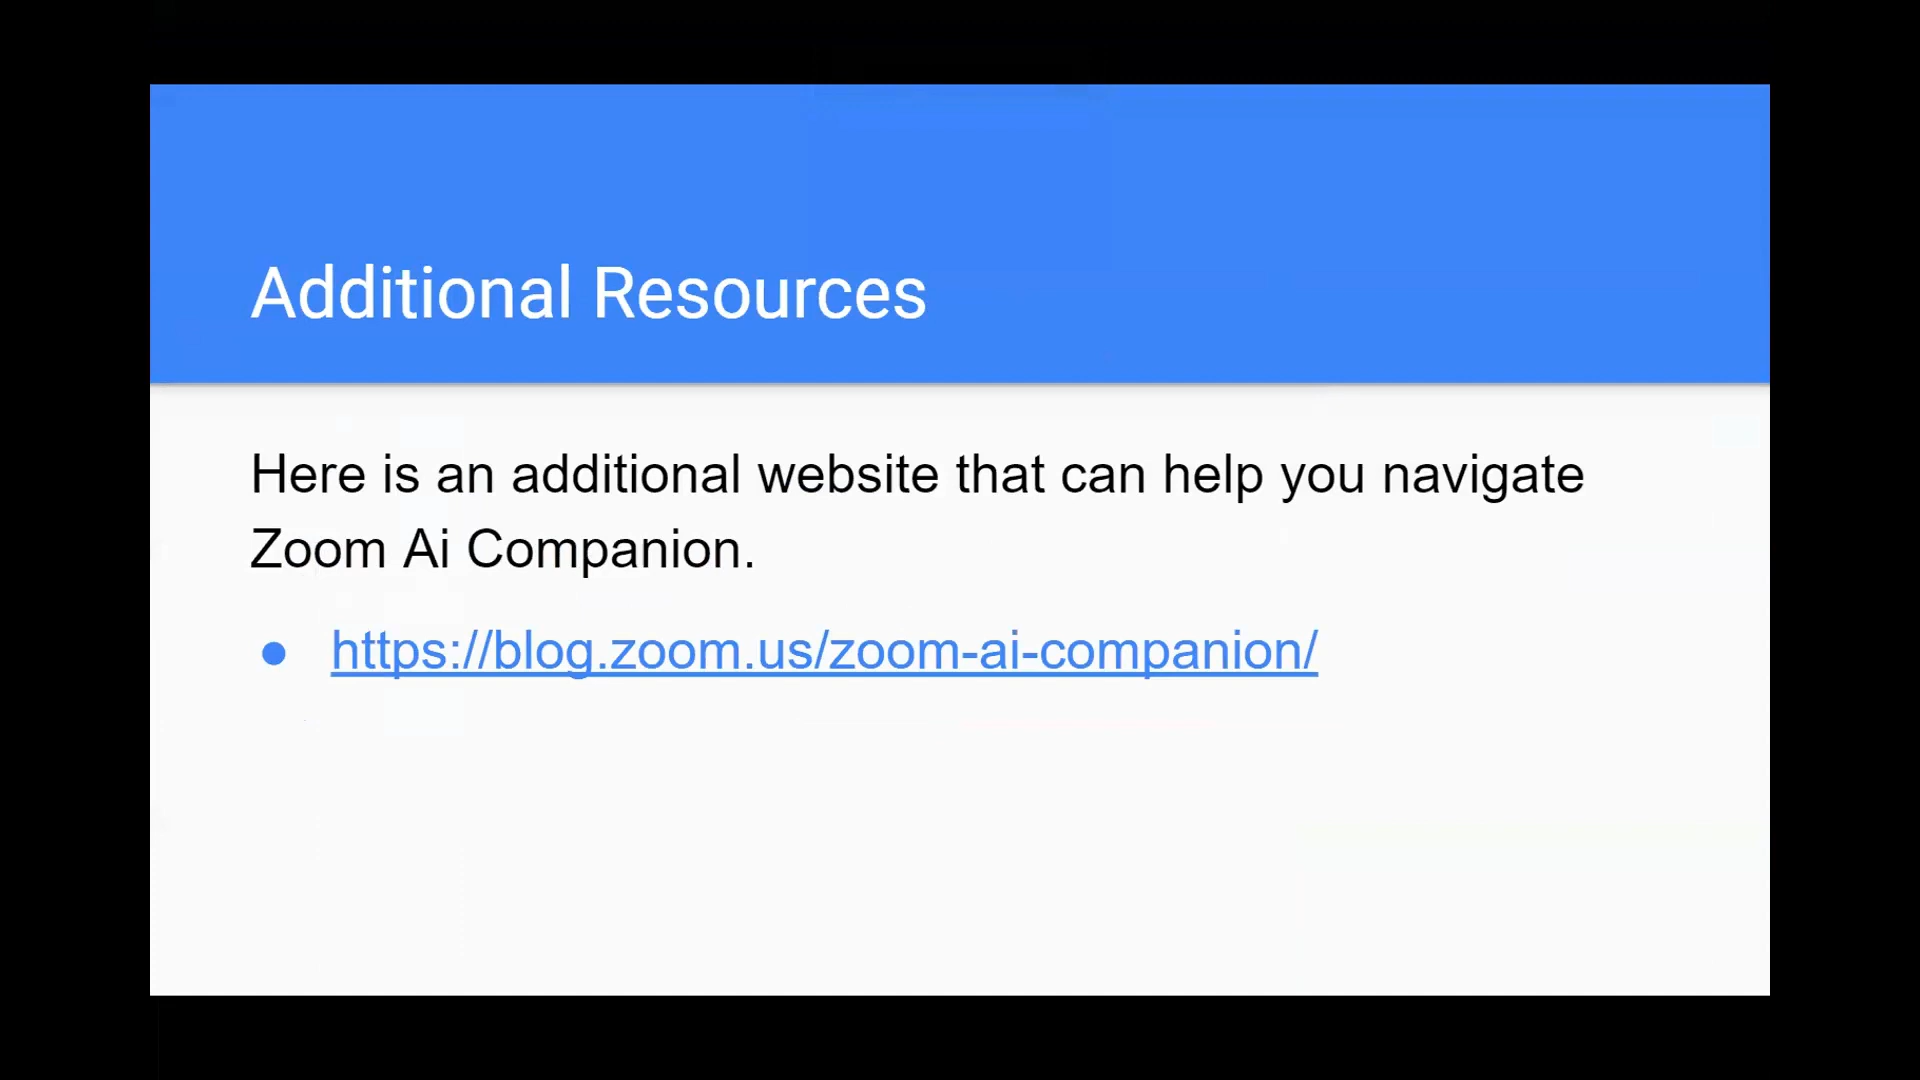 Additional Resources
Here is an additional website that can help you navigate
Zoom Ai Companion.
● https://blog.zoom.us/zoom-ai-companion/